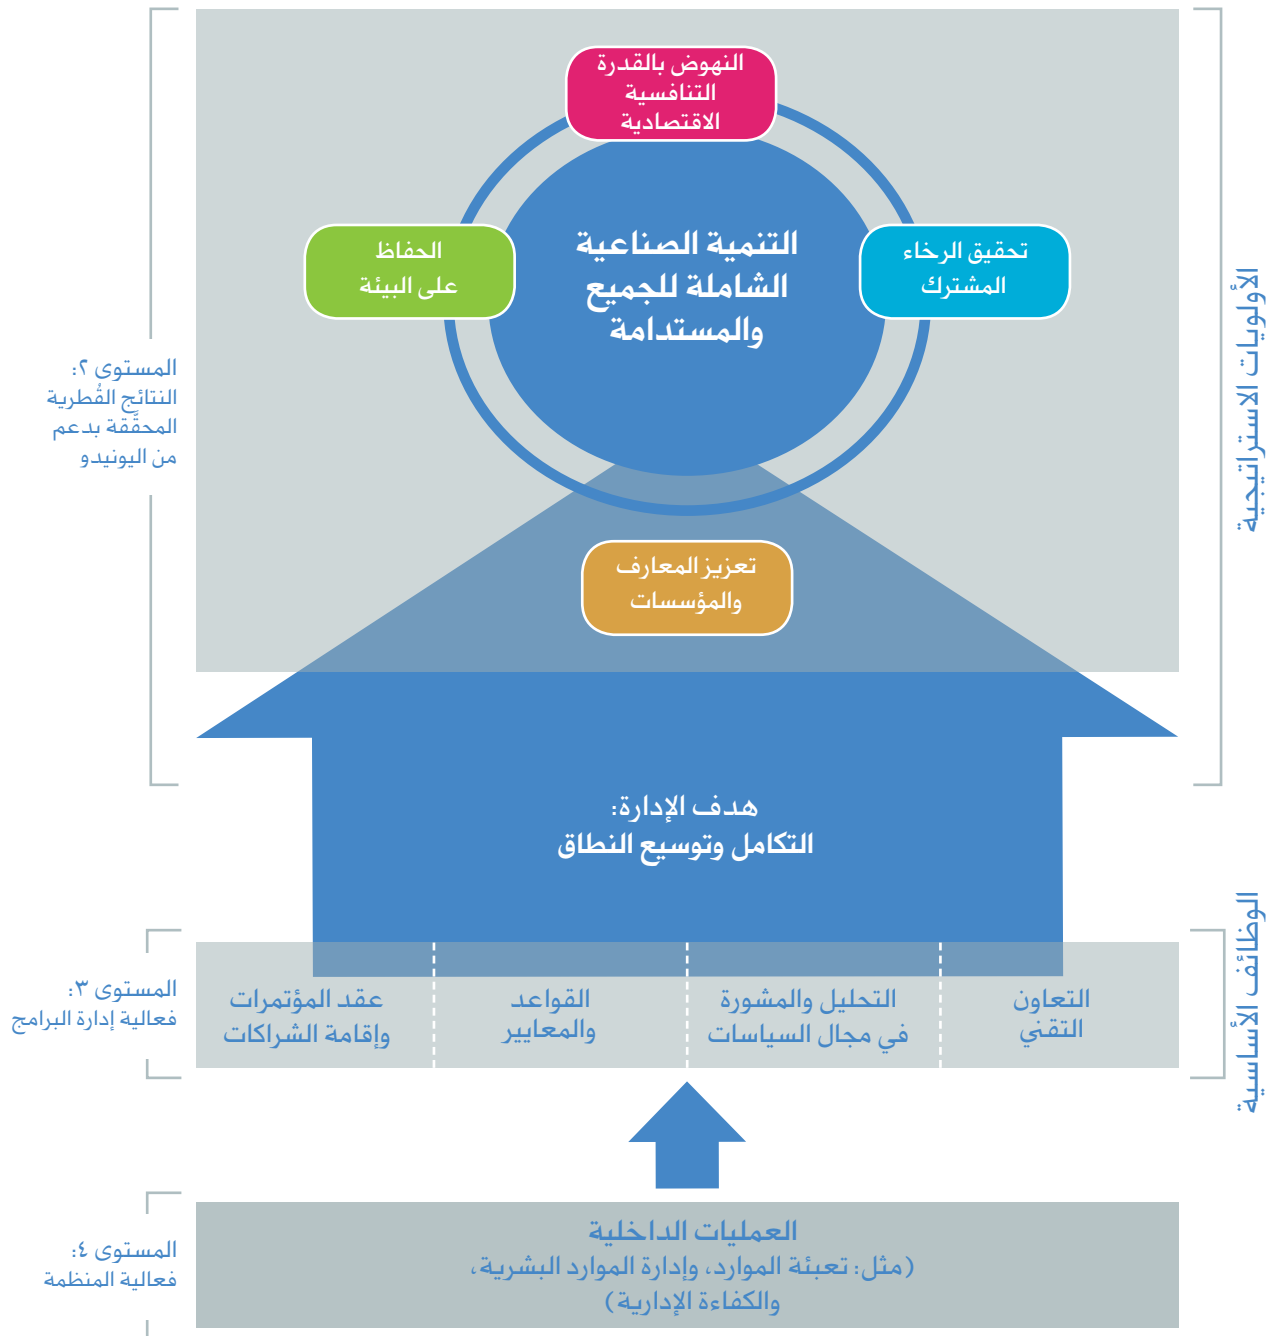 النهوض بالقدرة
التنافسية
الاقتصادية
تحقيق الرخاء
المشترك
التنمية الصناعية
الشاملة للجميع
والمستدامة
الحفاظ
على البيئة
الأولويات الاستراتيجية
المستوى ٢:
النتائج القُطرية
المحقَّقة بدعم
من اليونيدو
تعزيز المعارف
والمؤسسات
هدف الإدارة:
التكامل وتوسيع النطاق
الوظائف الأساسية
التعاون
التقني
التحليل والمشورة
في مجال السياسات
القواعد
والمعايير
عقد المؤتمرات
وإقامة الشراكات
المستوى ٣:
فعالية إدارة البرامج
العمليات الداخلية
(مثل: تعبئة الموارد، وإدارة الموارد البشرية،
والكفاءة الإدارية)
المستوى ٤:
فعالية المنظمة